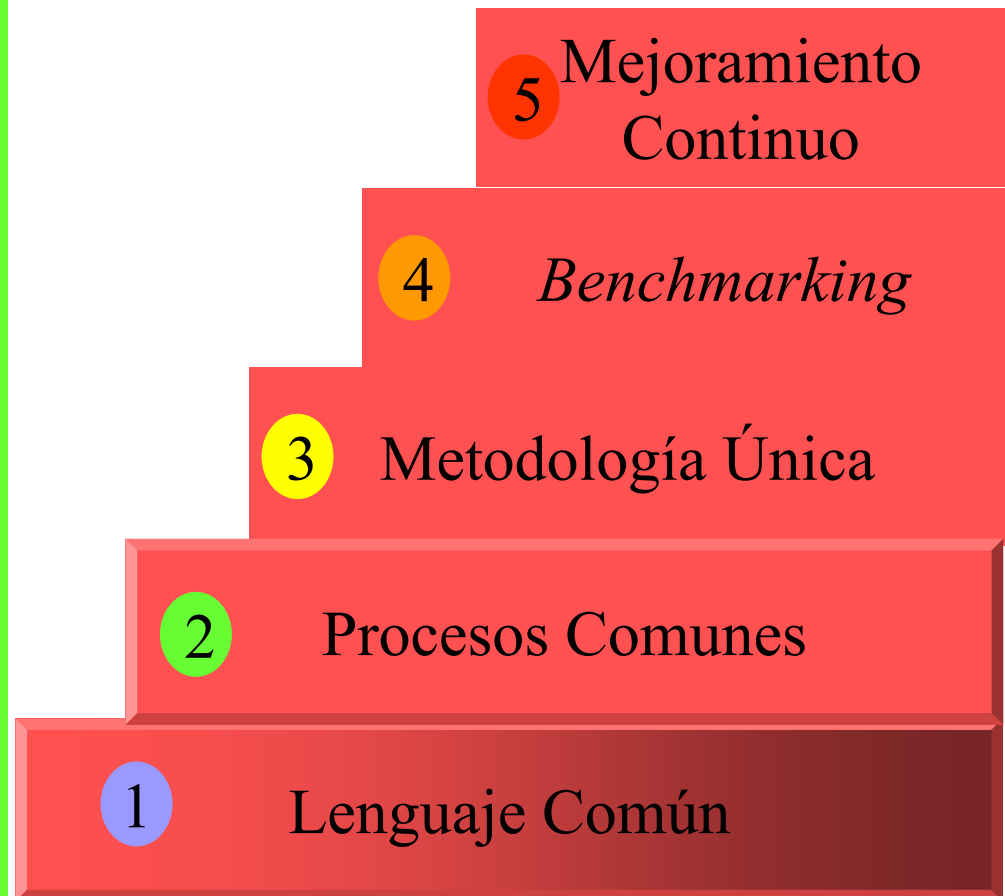 5 Mejoramiento
Continuo
4 Benchmarking
3 Metodología Única
2 Procesos Comunes
1 Lenguaje Común